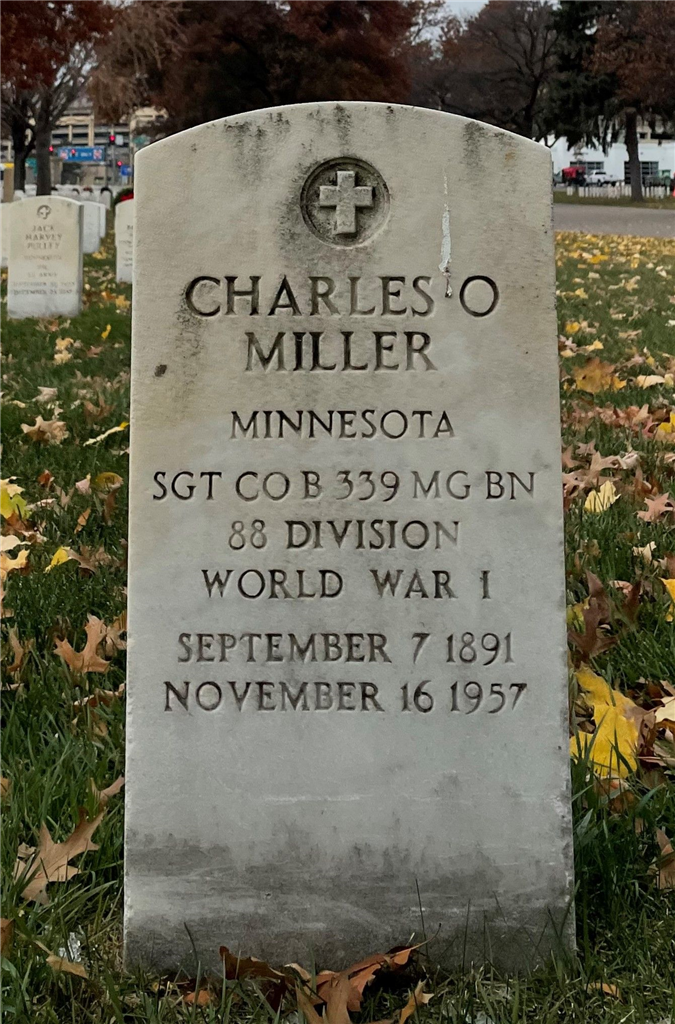 CHARLES O
MILLER
MINNESOTA
SGT CO B 339 MG BN
88 DIVISION
WORLD WAR I
SEPTEMBER 7 1891
NOVEMBER 16 1957
JACK
HARVEY
MINNESOTA